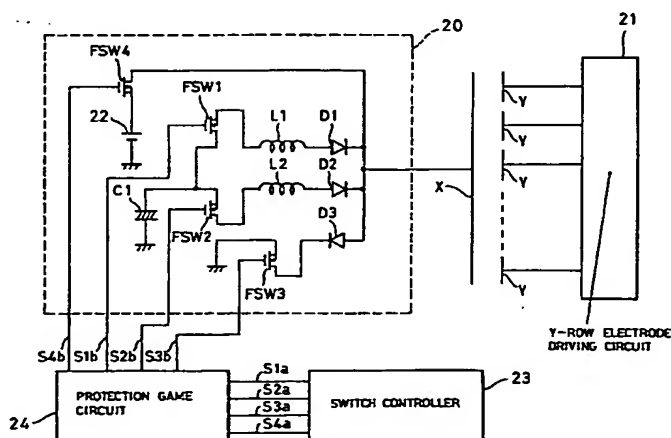 20
21
FSW4
FSW1
22
L1
D1
L2
D2
C1
FSW2
D3
FSW3
X
Y
Y
Y
Y
Y-ROW ELECTRODE
DRIVING CIRCUIT
S4b
S1b
S2b
S3b
S1a
S2a
S3a
S4a
24
PROTECTION GAME
CIRCUIT
SWITCH CONTROLLER
23